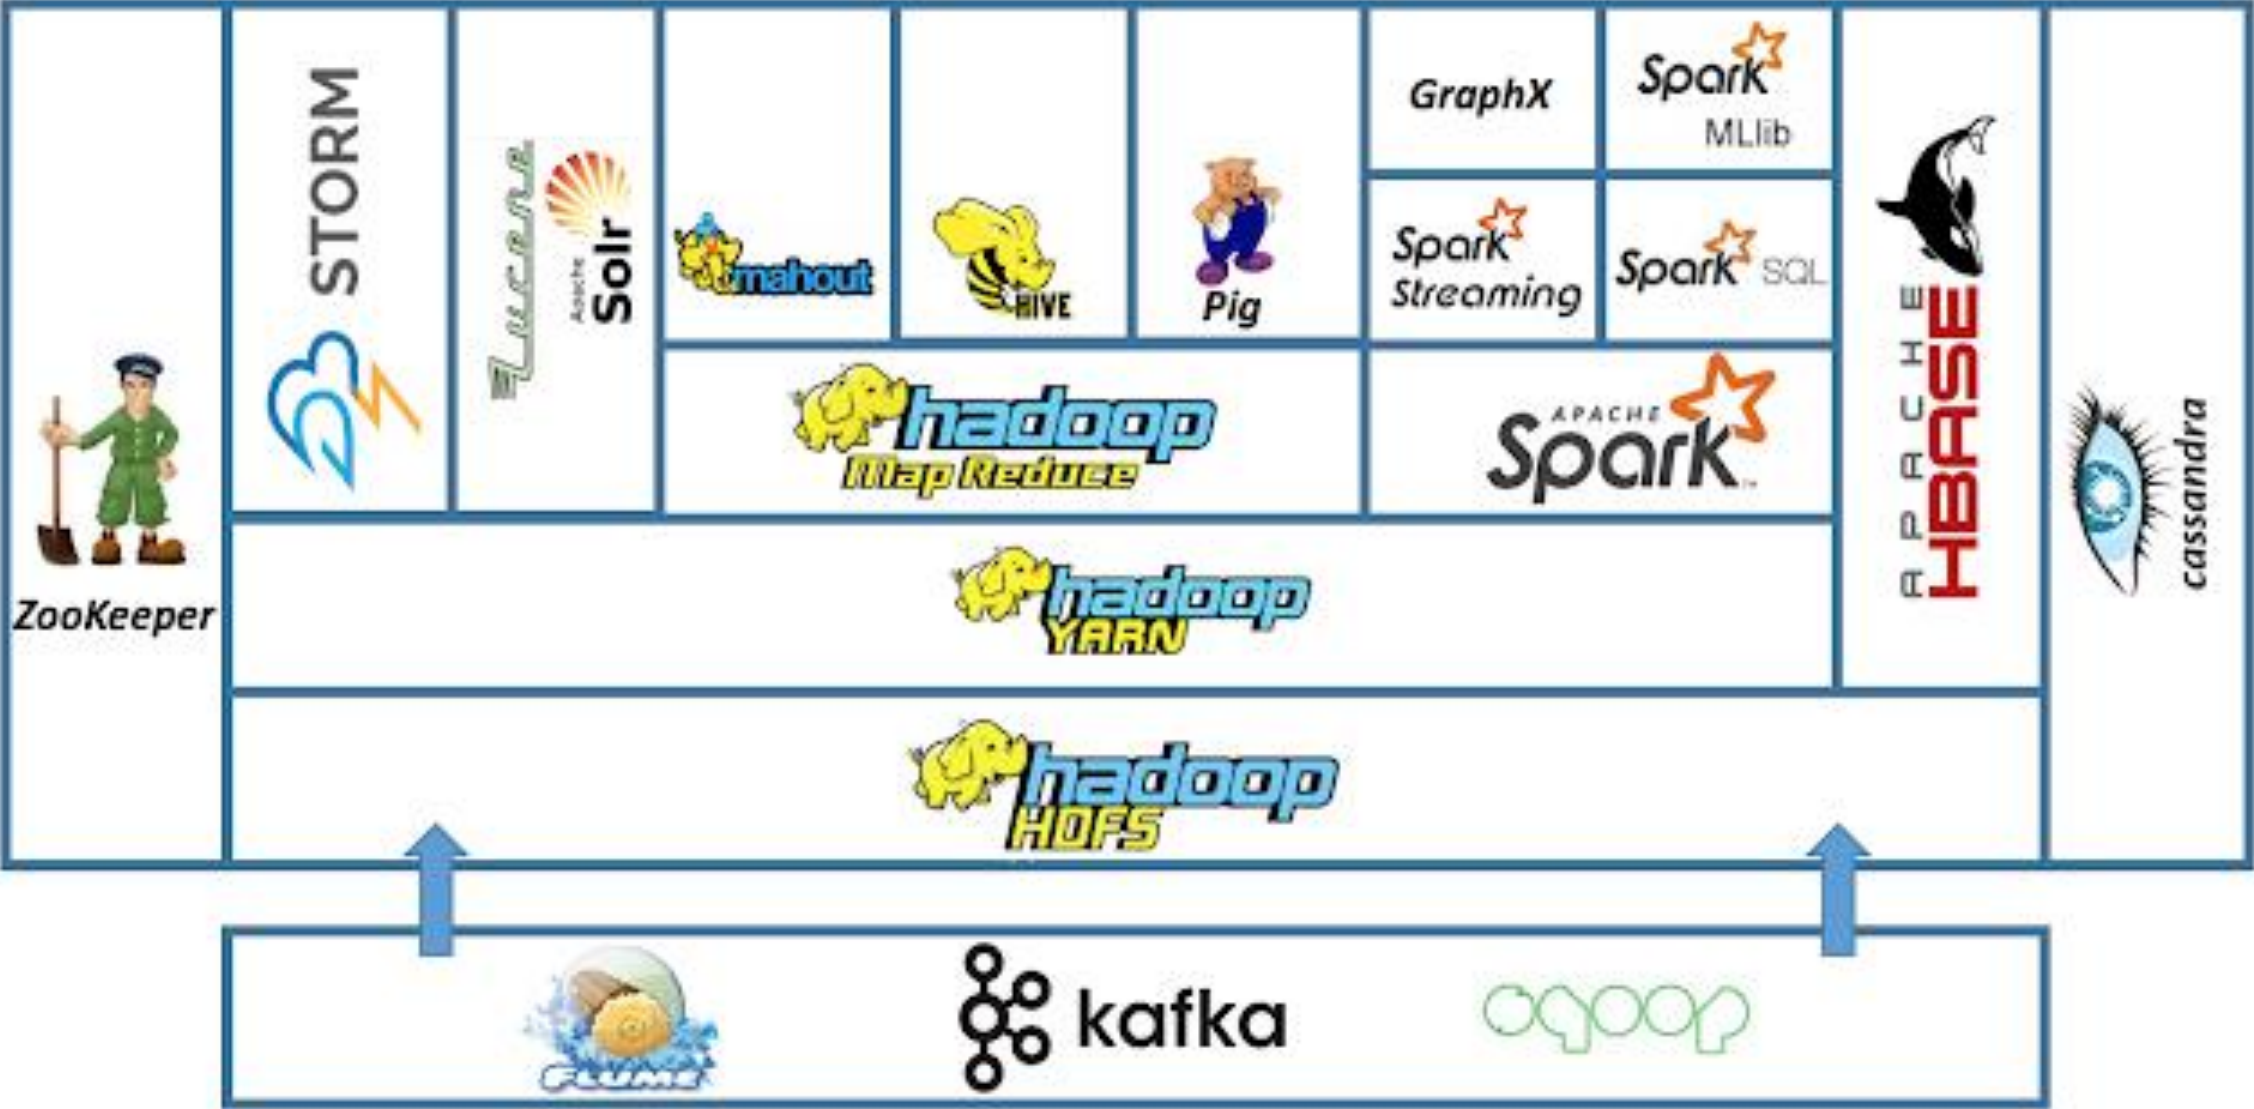 ZooKeeper
STORM
Lucene
Apache
Solr
mahout
HIVE
Pig
GraphX
Spark
MLlib
Spark
Streaming
Spark SQL
hadoop
Map Reduce
APACHE
Spark
TM
APACHE
HBASE
cassandra
hadoop
YARN
hadoop
HDFS
FLUME
kafka
sqoop